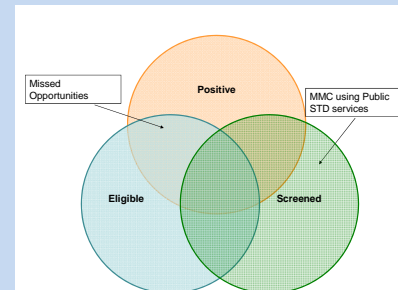 Missed
Opportunities
Positive
MMC using Public
STD services
Eligible
Screened